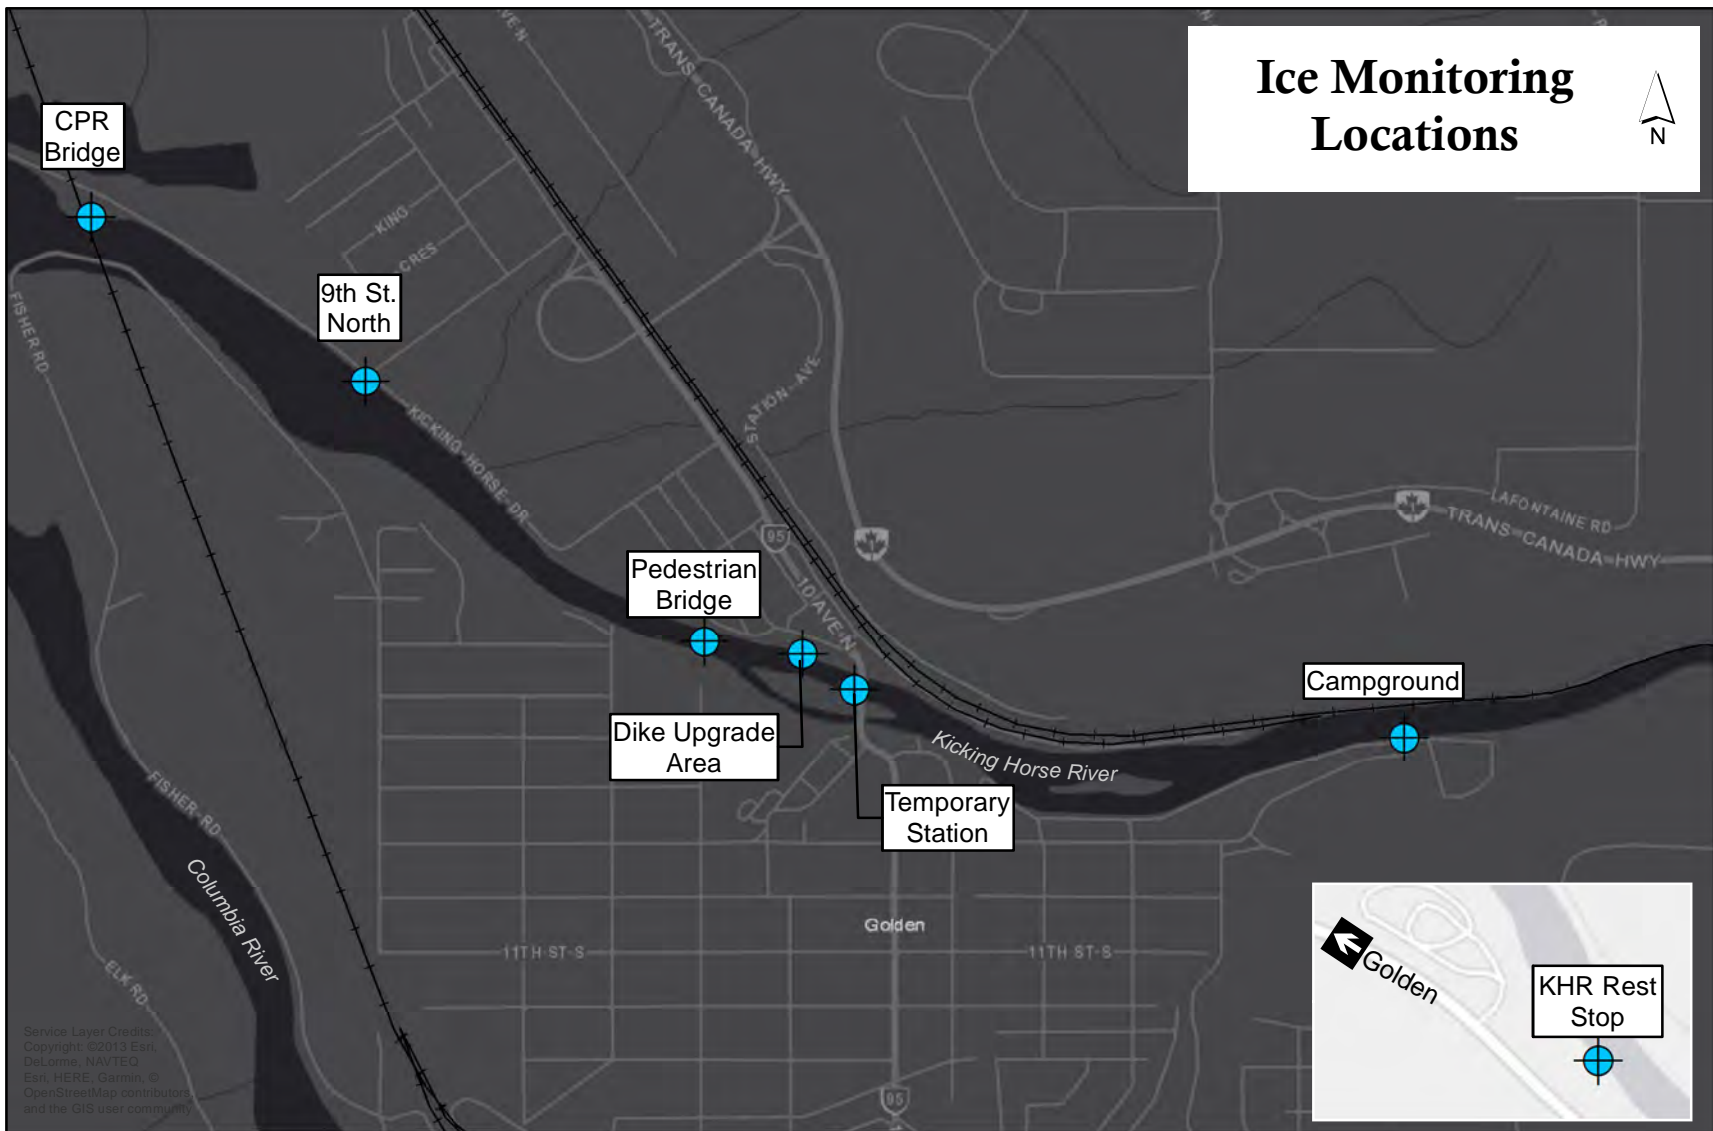 Ice Monitoring
Locations
N
CPR
Bridge
AVE N
TRANS-CANADA-HWY
KING
CRES
9th St.
North
FISHER RD
KICKING-HORSE-DR
STATION-AVE
95
10 AVE N
LAFONTAINE RD
TRANS-CANADA-HWY
Pedestrian
Bridge
Dike Upgrade
Area
Campground
Kicking Horse River
Temporary
Station
FISHER-RD
Columbia River
ELK RD
Golden
11TH ST-S
11TH ST-S
95
Golden
KHR Rest
Stop
Service Layer Credits:
Copyright: ©2013 Esri,
DeLorme, NAVTEQ
Esri, HERE, Garmin, ©
OpenStreetMap contributors,
and the GIS user community